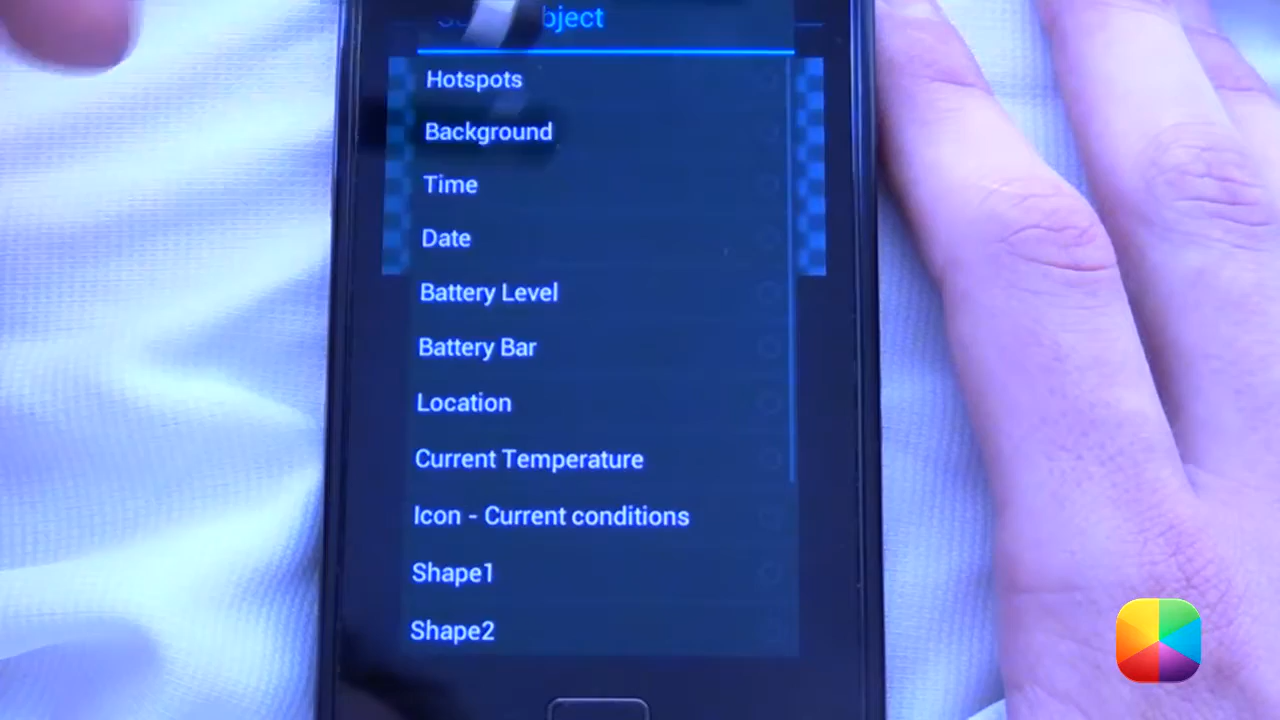 Hotspots
Background
Time
Date
Battery Level
Battery Bar
Location
Current Temperature
Icon - Current conditions
Shape1
Shape2